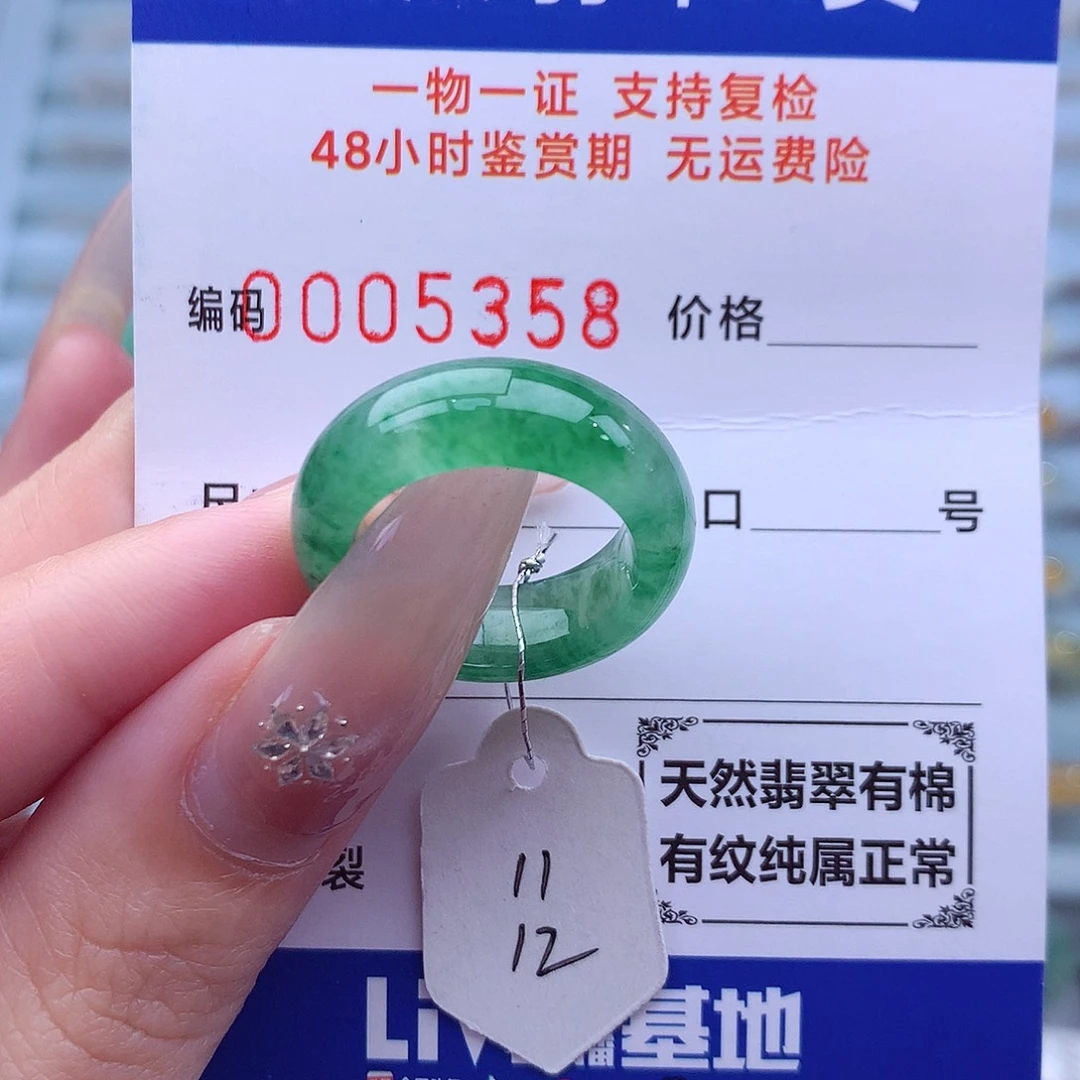 一物一证 支持复检
48小时鉴赏期 无运费险
编码0005358 价格
口 号
天然翡翠有棉
有纹纯属正常
裂
11
12
基地